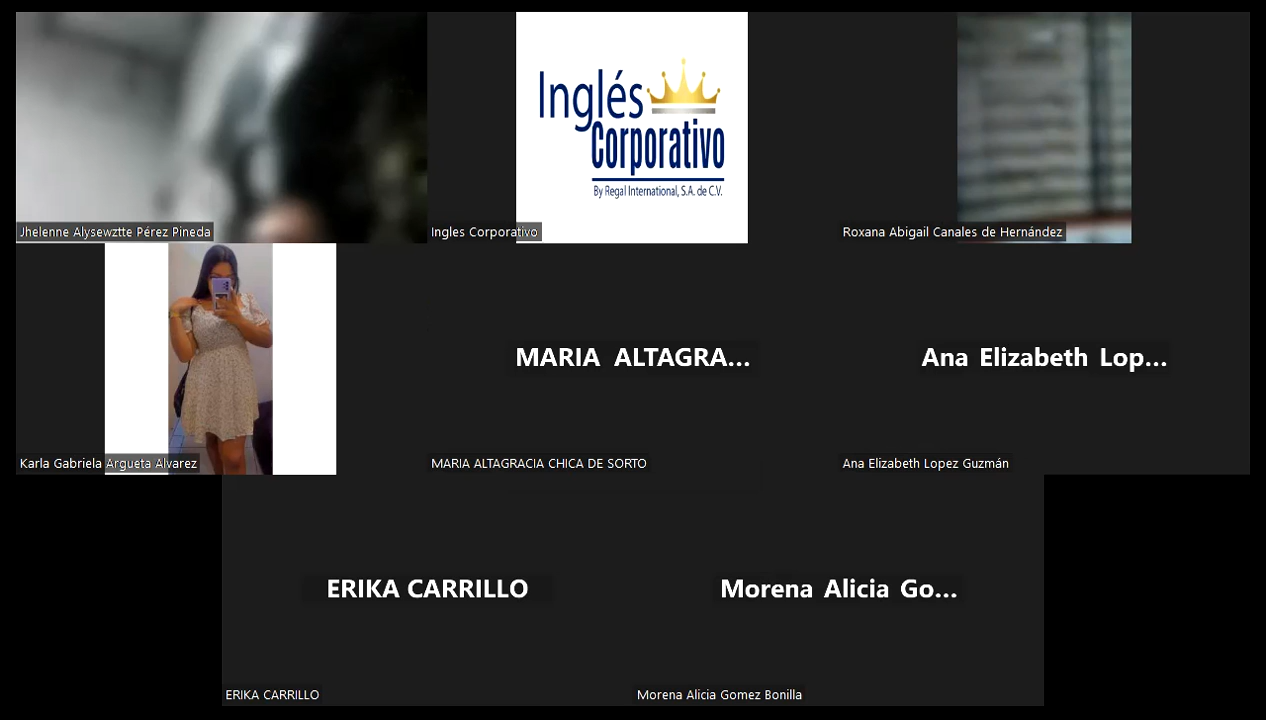 Inglés
Corporativo
By Regal International, S.A. de C.V.
Jhelenne Alysewztte Pérez Pineda
Ingles Corporativo
Roxana Abigail Canales de Hernández
MARIA ALTAGRA...
Ana Elizabeth Lop...
Karla Gabriela Argueta Alvarez
MARIA ALTAGRACIA CHICA DE SORTO
Ana Elizabeth Lopez Guzmán
ERIKA CARRILLO
Morena Alicia Go...
ERIKA CARRILLO
Morena Alicia Gomez Bonilla